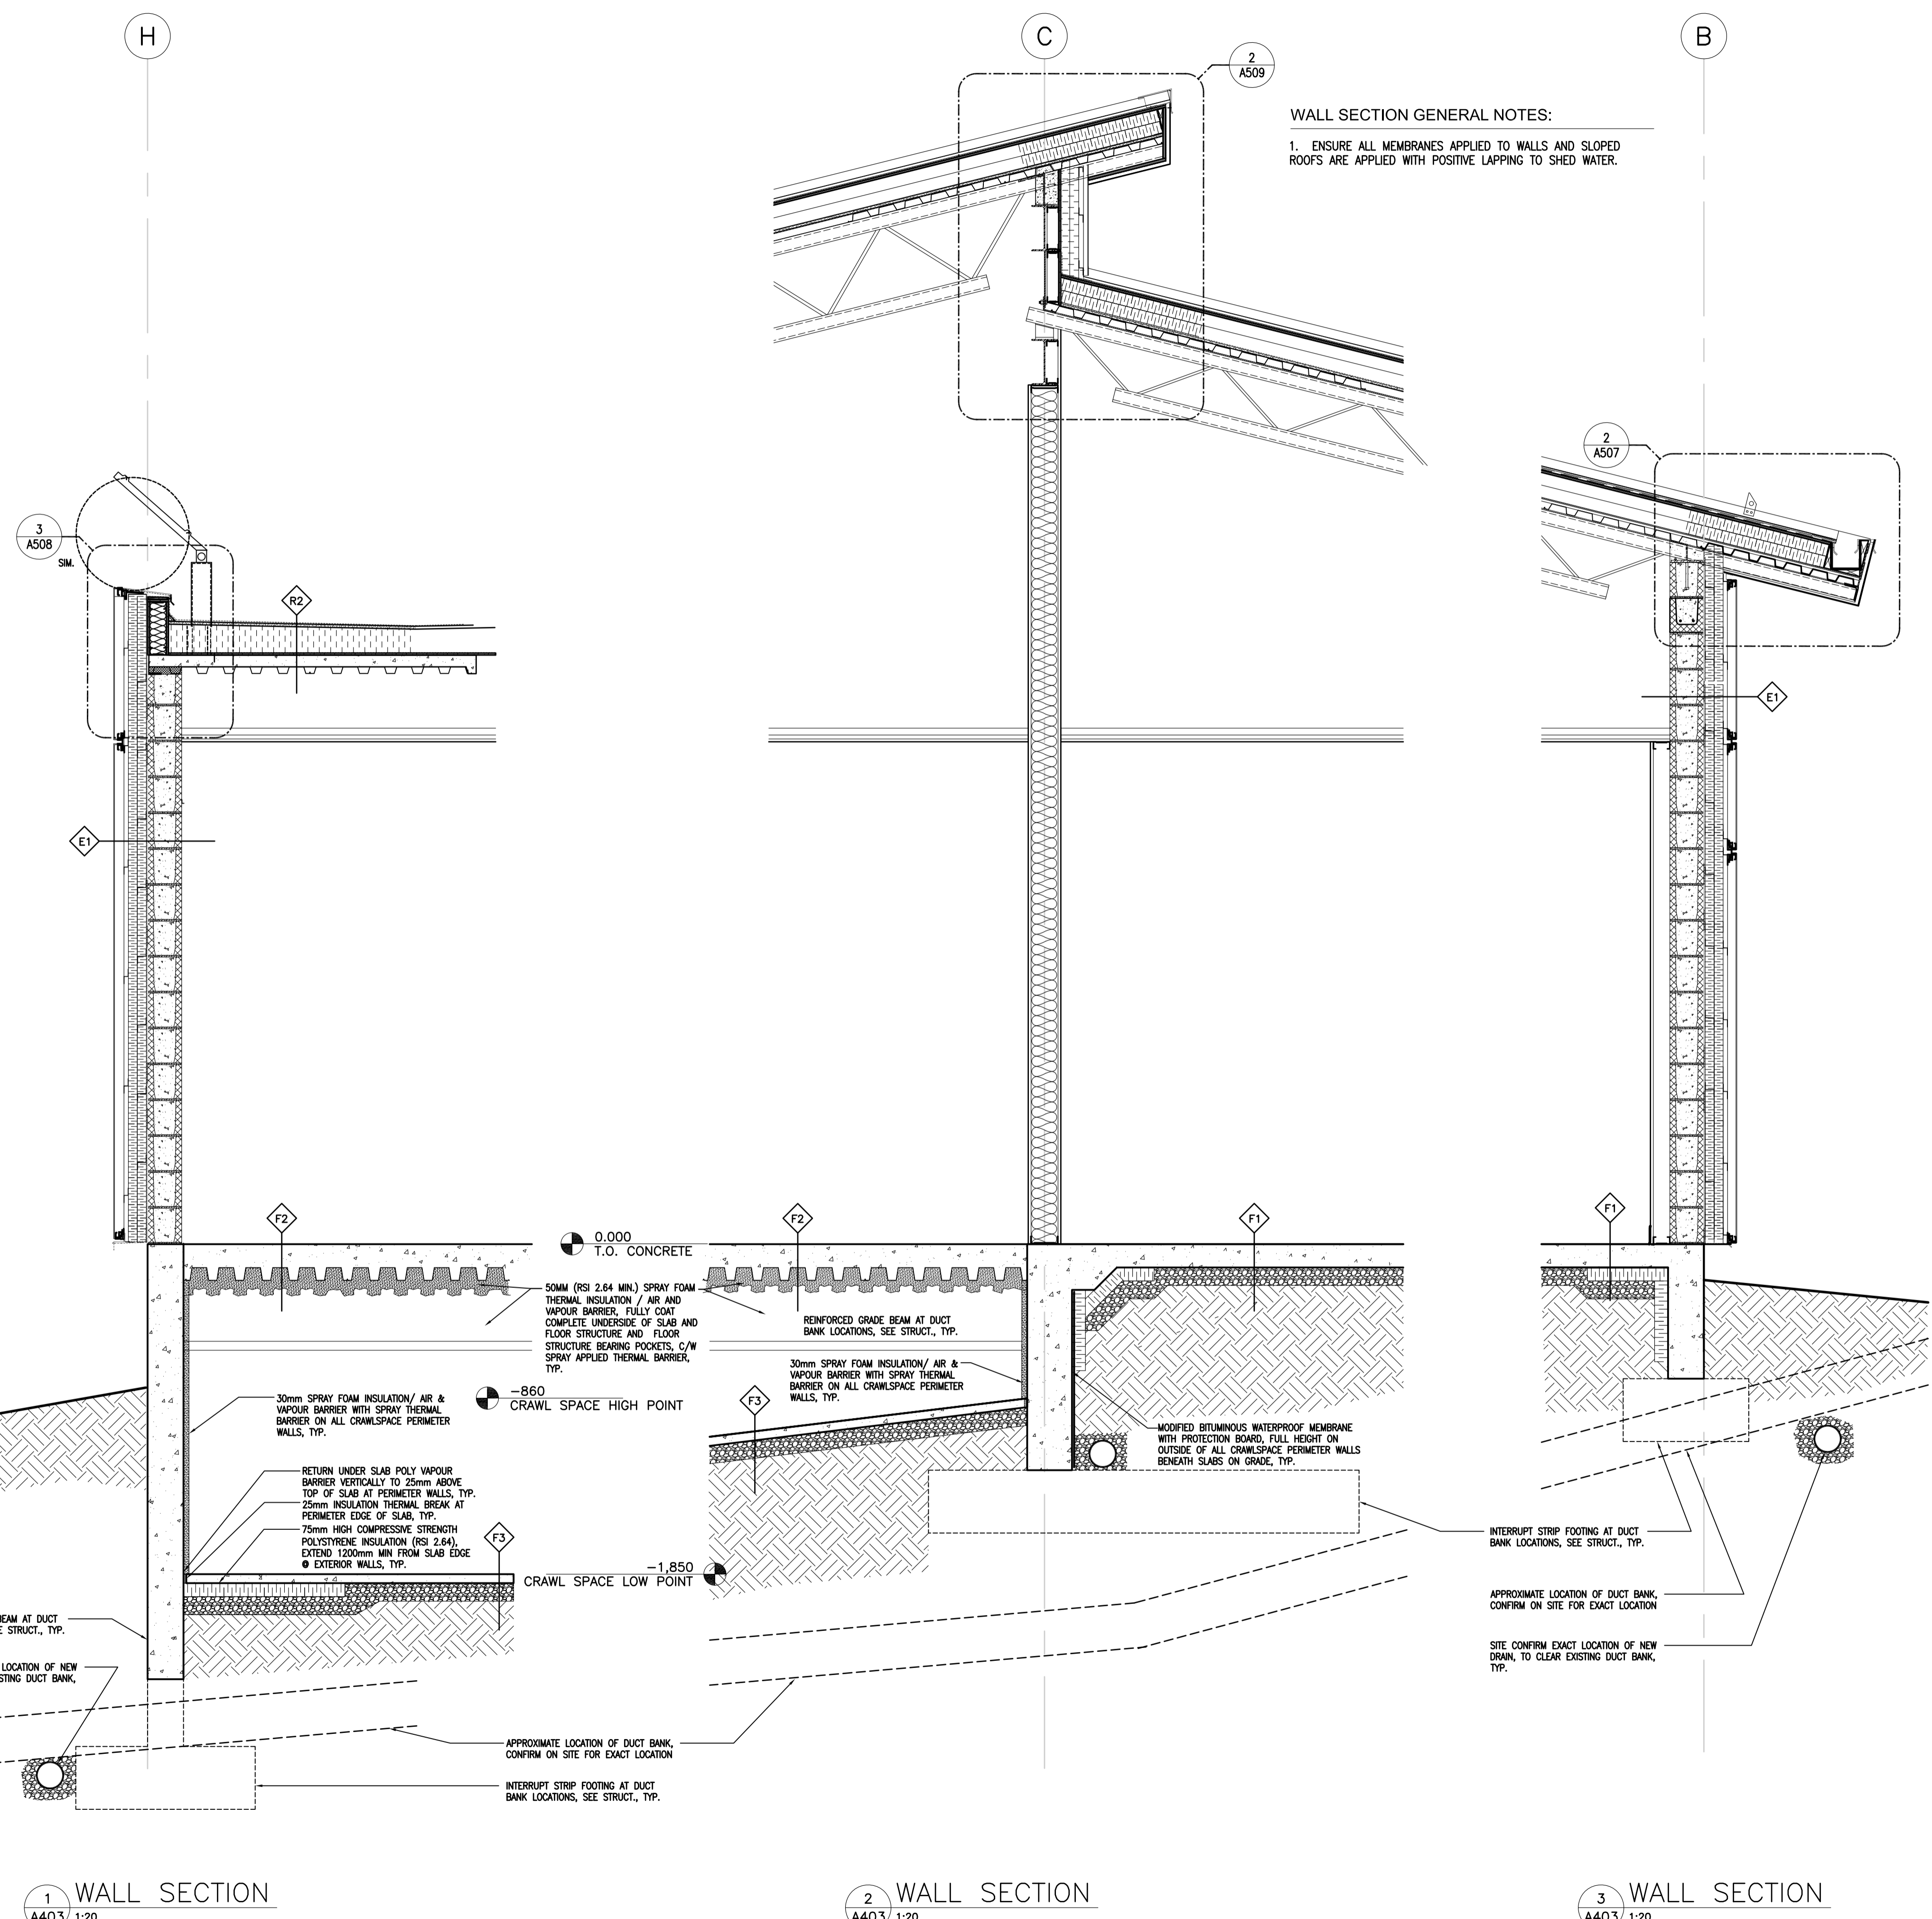 H
C
B
2
A509
WALL SECTION GENERAL NOTES:
1. ENSURE ALL MEMBRANES APPLIED TO WALLS AND SLOPED
ROOFS ARE APPLIED WITH POSITIVE LAPPING TO SHED WATER.
2
A507
3
A508
SIM.
R2
E1
E1
F2
F2
F1
F1
0.000
T.O. CONCRETE
50MM (RSI 2.64 MIN.) SPRAY FOAM
THERMAL INSULATION / AIR AND
VAPOUR BARRIER, FULLY COAT
COMPLETE UNDERSIDE OF SLAB AND
FLOOR STRUCTURE AND FLOOR
STRUCTURE BEARING POCKETS, C/W
SPRAY APPLIED THERMAL BARRIER,
TYP.
REINFORCED GRADE BEAM AT DUCT
BANK LOCATIONS, SEE STRUCT., TYP.
30mm SPRAY FOAM INSULATION/ AIR &
VAPOUR BARRIER WITH SPRAY THERMAL
BARRIER ON ALL CRAWLSPACE PERIMETER
WALLS, TYP.
-860
CRAWL SPACE HIGH POINT
30mm SPRAY FOAM INSULATION/ AIR &
VAPOUR BARRIER WITH SPRAY THERMAL
BARRIER ON ALL CRAWLSPACE PERIMETER
WALLS, TYP.
F3
MODIFIED BITUMINOUS WATERPROOF MEMBRANE
WITH PROTECTION BOARD, FULL HEIGHT ON
OUTSIDE OF ALL CRAWLSPACE PERIMETER WALLS
BENEATH SLABS ON GRADE, TYP.
RETURN UNDER SLAB POLY VAPOUR
BARRIER VERTICALLY TO 25mm ABOVE
TOP OF SLAB AT PERIMETER WALLS, TYP.
25mm INSULATION THERMAL BREAK AT
PERIMETER EDGE OF SLAB, TYP.
75mm HIGH COMPRESSIVE STRENGTH
POLYSTYRENE INSULATION (RSI 2.64),
EXTEND 1200mm MIN FROM SLAB EDGE
@ EXTERIOR WALLS, TYP.
F3
-1,850
CRAWL SPACE LOW POINT
INTERRUPT STRIP FOOTING AT DUCT
BANK LOCATIONS, SEE STRUCT., TYP.
APPROXIMATE LOCATION OF DUCT BANK,
CONFIRM ON SITE FOR EXACT LOCATION
SITE CONFIRM EXACT LOCATION OF NEW
DRAIN, TO CLEAR EXISTING DUCT BANK,
TYP.
BEAM AT DUCT
STRUCT., TYP.
LOCATION OF NEW
STING DUCT BANK,
APPROXIMATE LOCATION OF DUCT BANK,
CONFIRM ON SITE FOR EXACT LOCATION
INTERRUPT STRIP FOOTING AT DUCT
BANK LOCATIONS, SEE STRUCT., TYP.
1
A403
WALL SECTION
1:20
2
A403
WALL SECTION
1:20
3
A403
WALL SECTION
1:20